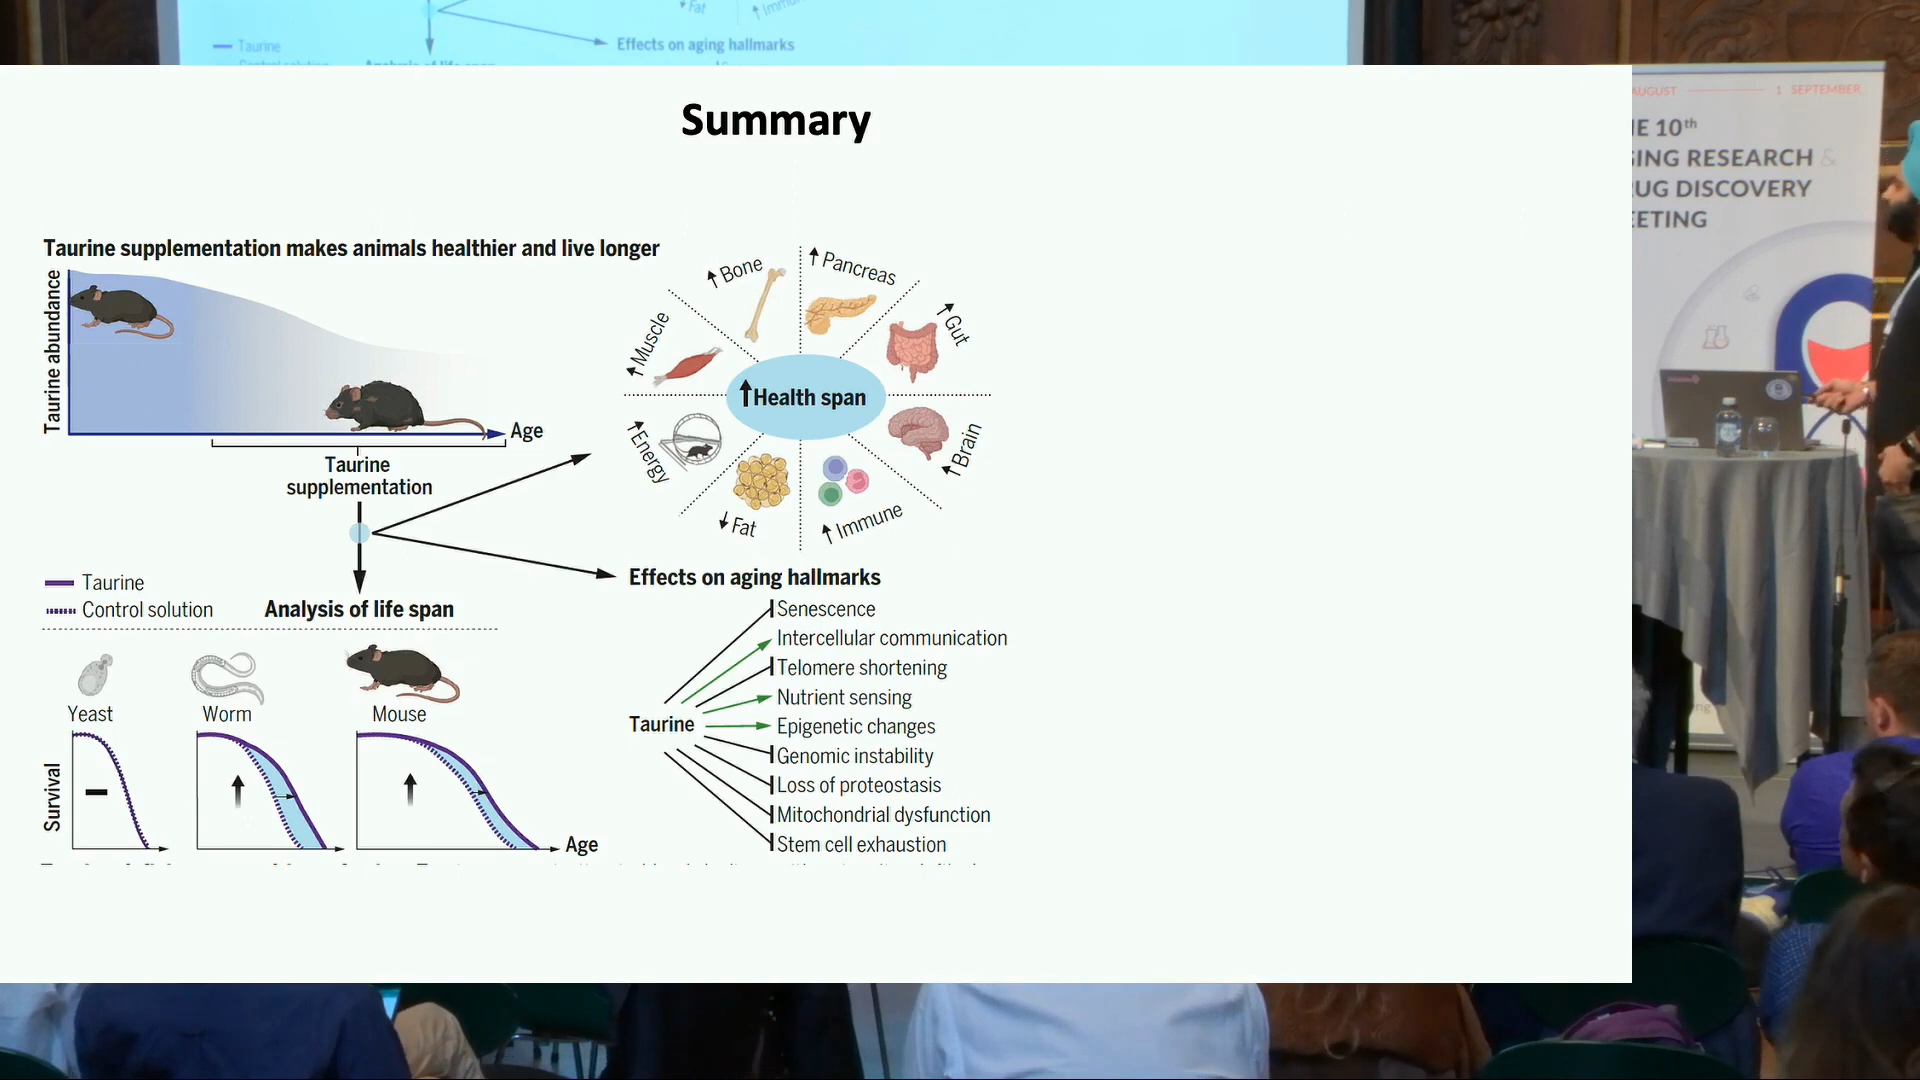 Fat
Taurine
Effects on aging hallmarks
Summary
Taurine supplementation makes animals healthier and live longer
Taurine abundance
Age
Taurine
supplementation
Bone
Pancreas
Gut
Brain
Immune
Fat
Energy
Muscle
Health span
Taurine
Control solution
Analysis of life span
Yeast
Worm
Mouse
Survival
Age
Effects on aging hallmarks
Taurine
Senescence
Intercellular communication
Telomere shortening
Nutrient sensing
Epigenetic changes
Genomic instability
Loss of proteostasis
Mitochondrial dysfunction
Stem cell exhaustion
AUGUST 1 SEPTEMBER
10th
RESEARCH &
DISCOVERY